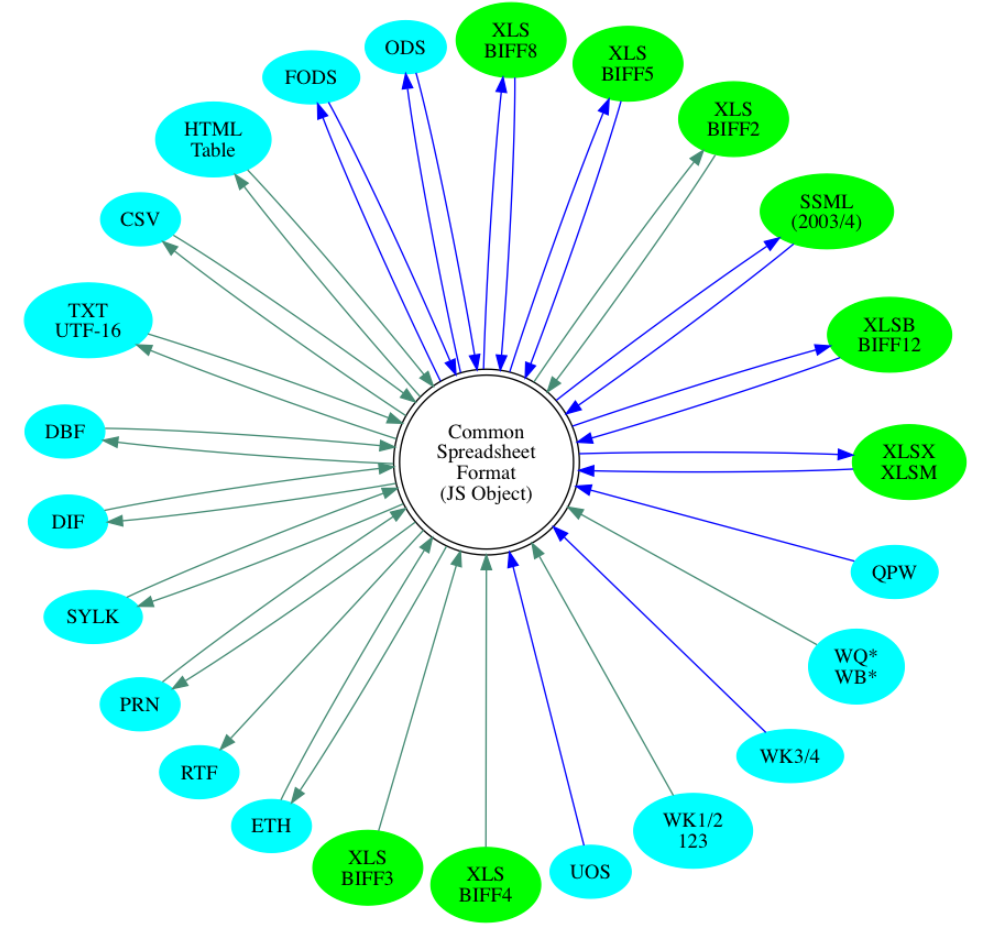 XLS
BIFF8
ODS
XLS
BIFF5
FODS
XLS
BIFF2
HTML
Table
SSML
(2003/4)
CSV
TXT
UTF-16
XLSB
BIFF12
DBF
Common
Spreadsheet
Format
(JS Object)
XLSX
XLSM
DIF
QPW
SYLK
WQ*
WB*
PRN
WK3/4
RTF
ETH
WK1/2
123
XLS
BIFF3
XLS
BIFF4
UOS